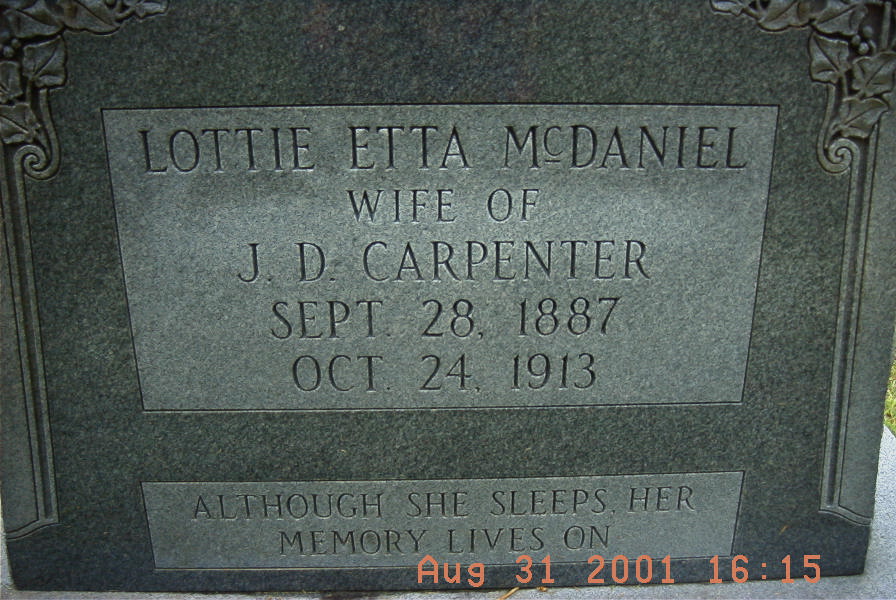 LOTTIE ETTA McDANIEL
WIFE OF
J. D. CARPENTER
SEPT. 28, 1887
OCT. 24, 1913
ALTHOUGH SHE SLEEPS, HER
MEMORY LIVES ON
Aug 31 2001 16:15